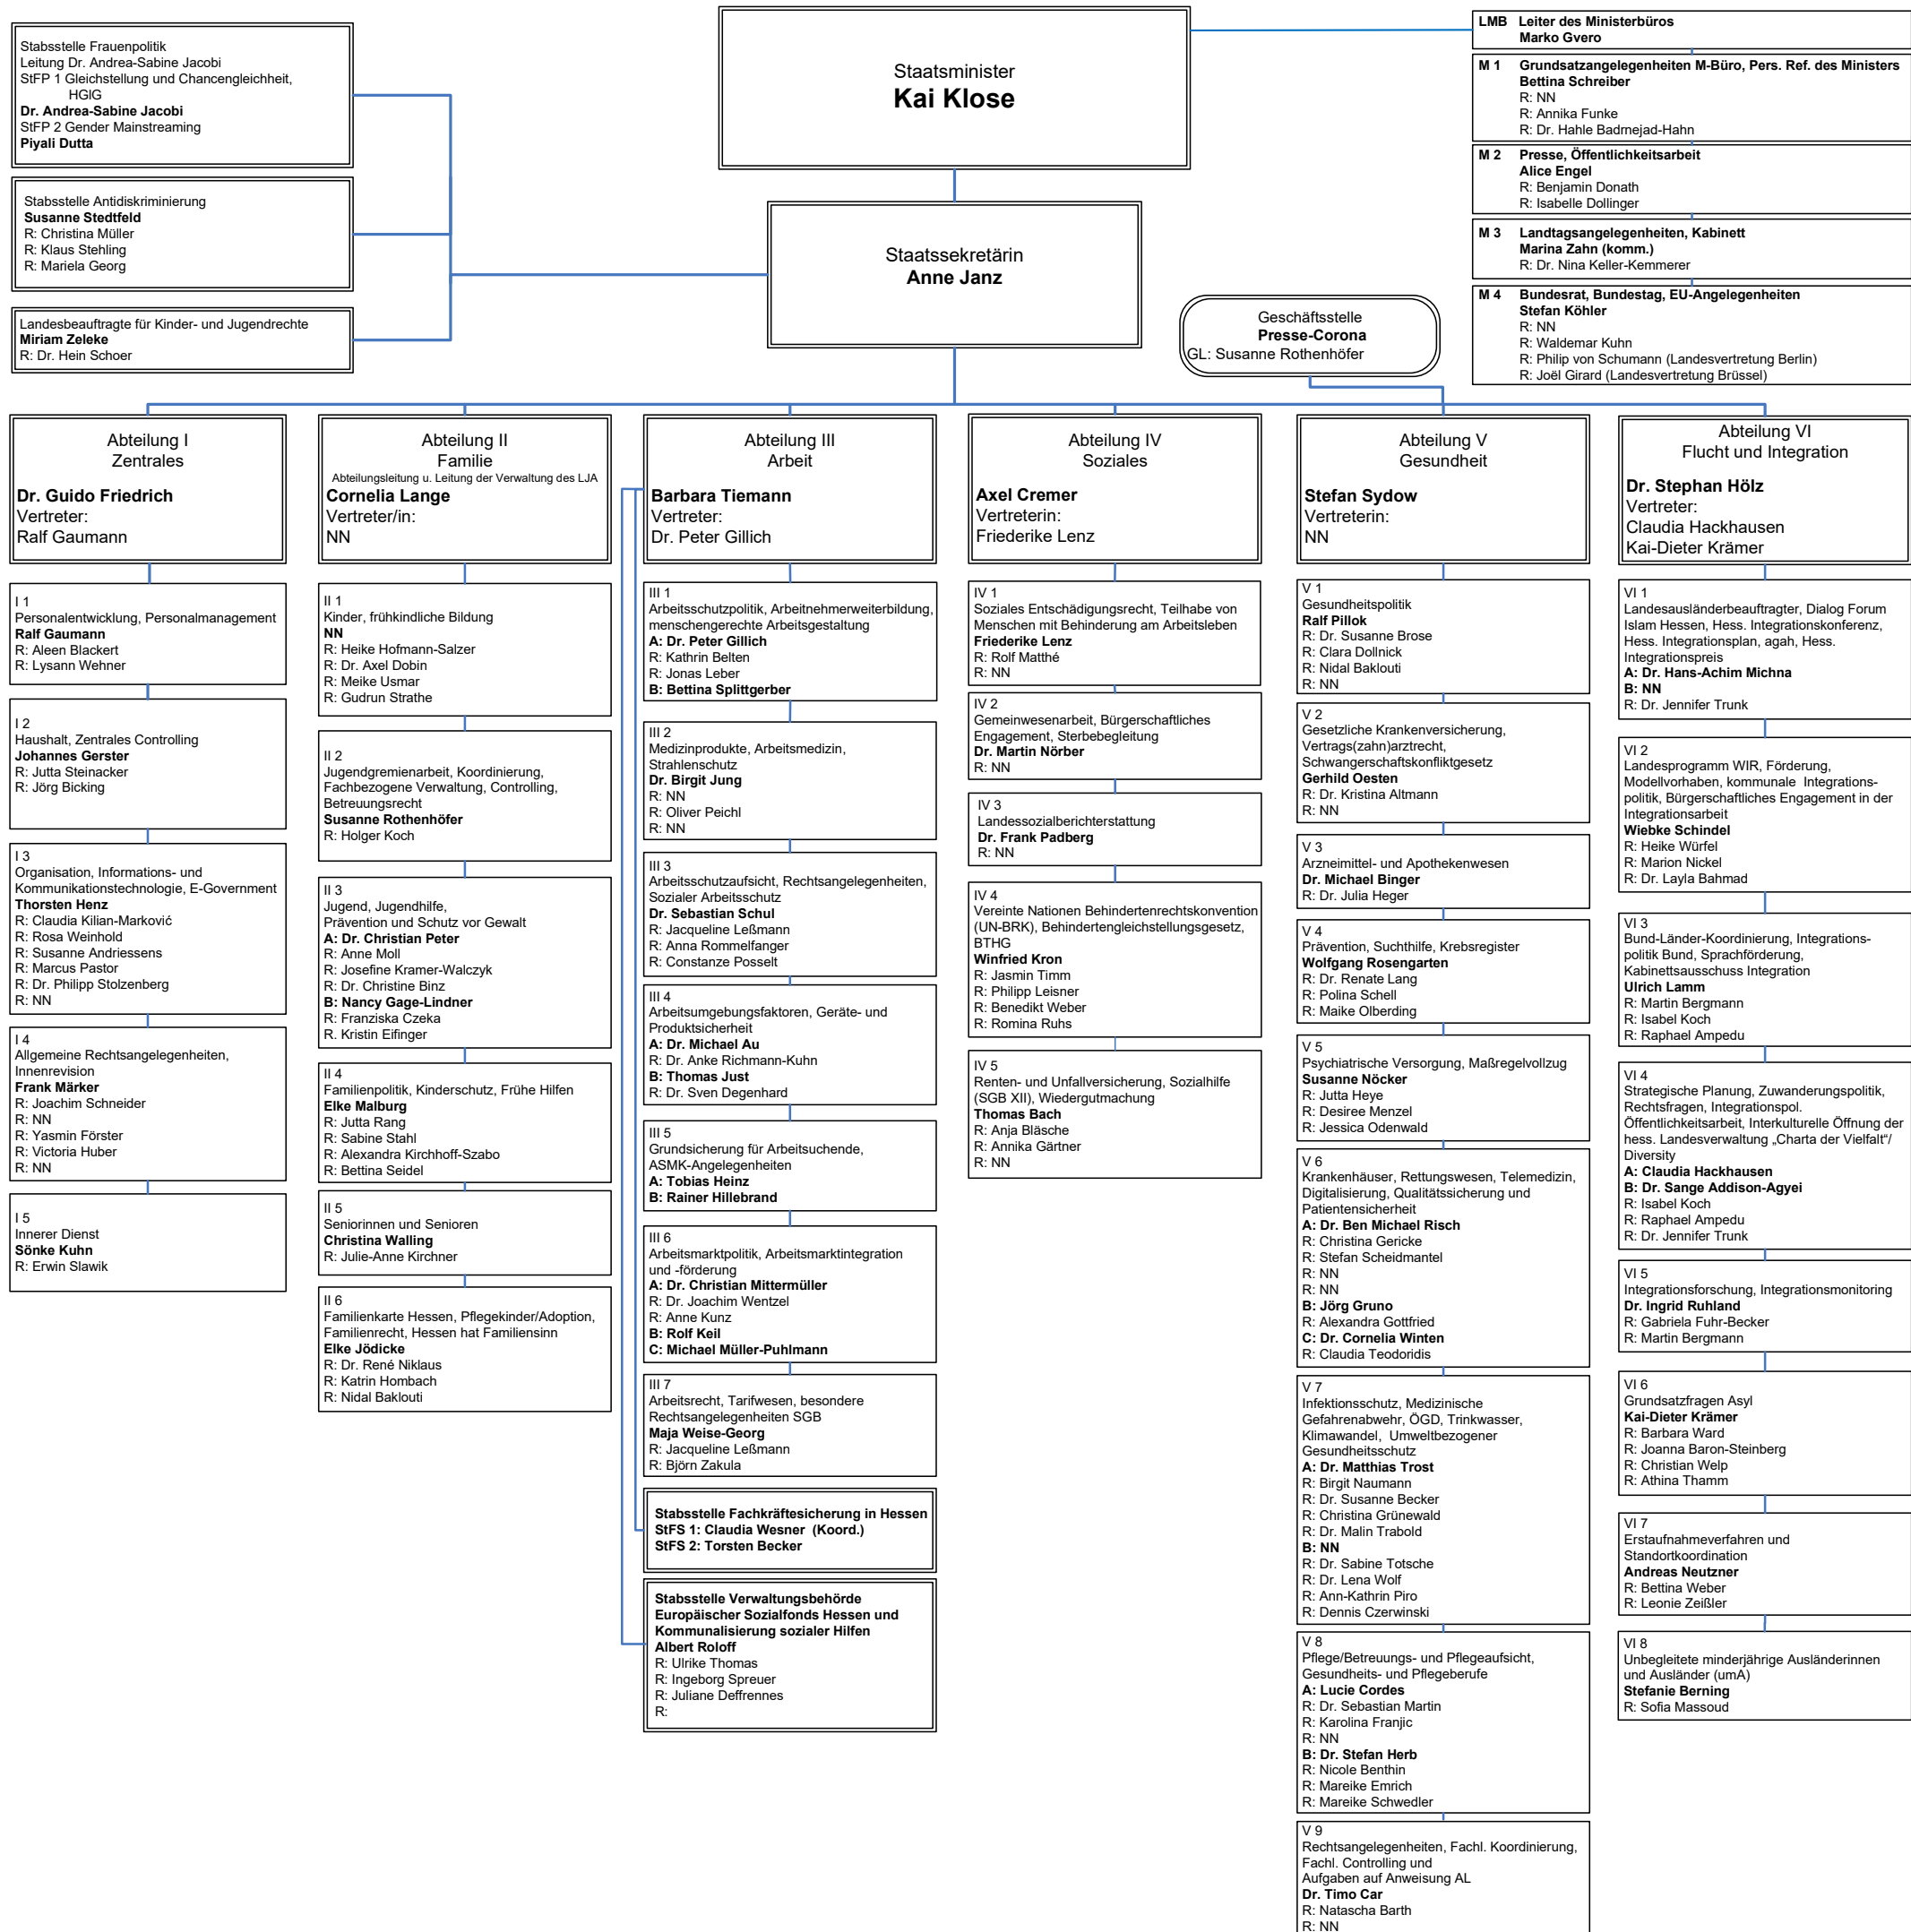 Stabsstelle Frauenpolitik
Leitung Dr. Andrea-Sabine Jacobi
StFP 1 Gleichstellung und Chancengleichheit,
HGlG
Dr. Andrea-Sabine Jacobi
StFP 2 Gender Mainstreaming
Piyali Dutta
Stabsstelle Antidiskriminierung
Susanne Stedtfeld
R: Christina Müller
R: Klaus Stehling
R: Mariela Georg
Landesbeauftragte für Kinder- und Jugendrechte
Miriam Zeleke
R: Dr. Hein Schoer
Staatsminister
Kai Klose
Staatssekretärin
Anne Janz
Geschäftsstelle
Presse-Corona
GL: Susanne Rothenhöfer
LMB Leiter des Ministerbüros
Marko Gvero
M 1 Grundsatzangelegenheiten M-Büro, Pers. Ref. des Ministers
Bettina Schreiber
R: NN
R: Annika Funke
R: Dr. Hahle Badrnejad-Hahn
M 2 Presse, Öffentlichkeitsarbeit
Alice Engel
R: Benjamin Donath
R: Isabelle Dollinger
M 3 Landtagsangelegenheiten, Kabinett
Marina Zahn (komm.)
R: Dr. Nina Keller-Kemmerer
M 4 Bundesrat, Bundestag, EU-Angelegenheiten
Stefan Köhler
R: NN
R: Waldemar Kuhn
R: Philip von Schumann (Landesvertretung Berlin)
R: Joël Girard (Landesvertretung Brüssel)
Abteilung I
Zentrales
Dr. Guido Friedrich
Vertreter:
Ralf Gaumann
I 1
Personalentwicklung, Personalmanagement
Ralf Gaumann
R: Aleen Blackert
R: Lysann Wehner
I 2
Haushalt, Zentrales Controlling
Johannes Gerster
R: Jutta Steinacker
R: Jörg Bicking
I 3
Organisation, Informations- und
Kommunikationstechnologie, E-Government
Thorsten Henz
R: Claudia Kilian-Marković
R: Rosa Weinhold
R: Susanne Andriessens
R: Marcus Pastor
R: Dr. Philipp Stolzenberg
R: NN
I 4
Allgemeine Rechtsangelegenheiten,
Innenrevision
Frank Märker
R: Joachim Schneider
R: NN
R: Yasmin Förster
R: Victoria Huber
R: NN
I 5
Innerer Dienst
Sönke Kuhn
R: Erwin Slawik
Abteilung II
Familie
Abteilungsleitung u. Leitung der Verwaltung des LJA
Cornelia Lange
Vertreter/in:
NN
II 1
Kinder, frühkindliche Bildung
NN
R: Heike Hofmann-Salzer
R: Dr. Axel Dobin
R: Meike Usmar
R: Gudrun Strathe
II 2
Jugendgremienarbeit, Koordinierung,
Fachbezogene Verwaltung, Controlling,
Betreuungsrecht
Susanne Rothenhöfer
R: Holger Koch
II 3
Jugend, Jugendhilfe,
Prävention und Schutz vor Gewalt
A: Dr. Christian Peter
R: Anne Moll
R: Josefine Kramer-Walczyk
R: Dr. Christine Binz
B: Nancy Gage-Lindner
R: Franziska Czeka
R. Kristin Eifinger
II 4
Familienpolitik, Kinderschutz, Frühe Hilfen
Elke Malburg
R: Jutta Rang
R: Sabine Stahl
R: Alexandra Kirchhoff-Szabo
R: Bettina Seidel
II 5
Seniorinnen und Senioren
Christina Walling
R: Julie-Anne Kirchner
II 6
Familienkarte Hessen, Pflegekinder/Adoption,
Familienrecht, Hessen hat Familiensinn
Elke Jödicke
R: Dr. René Niklaus
R: Katrin Hombach
R: Nidal Baklouti
Abteilung III
Arbeit
Barbara Tiemann
Vertreter:
Dr. Peter Gillich
III 1
Arbeitsschutzpolitik, Arbeitnehmerweiterbildung,
menschengerechte Arbeitsgestaltung
A: Dr. Peter Gillich
R: Kathrin Belten
R: Jonas Leber
B: Bettina Splittgerber
III 2
Medizinprodukte, Arbeitsmedizin,
Strahlenschutz
Dr. Birgit Jung
R: NN
R: Oliver Peichl
R: NN
III 3
Arbeitsschutzaufsicht, Rechtsangelegenheiten,
Sozialer Arbeitsschutz
Dr. Sebastian Schul
R: Jacqueline Leßmann
R: Anna Rommelfanger
R: Constanze Posselt
III 4
Arbeitsumgebungsfaktoren, Geräte- und
Produktsicherheit
A: Dr. Michael Au
R: Dr. Anke Richmann-Kuhn
B: Thomas Just
R: Dr. Sven Degenhard
III 5
Grundsicherung für Arbeitsuchende,
ASMK-Angelegenheiten
A: Tobias Heinz
B: Rainer Hillebrand
III 6
Arbeitsmarktpolitik, Arbeitsmarktintegration
und -förderung
A: Dr. Christian Mittermüller
R: Dr. Joachim Wentzel
R: Anne Kunz
B: Rolf Keil
C: Michael Müller-Puhlmann
III 7
Arbeitsrecht, Tarifwesen, besondere
Rechtsangelegenheiten SGB
Maja Weise-Georg
R: Jacqueline Leßmann
R: Björn Zakula
Stabsstelle Fachkräftesicherung in Hessen
StFS 1: Claudia Wesner (Koord.)
StFS 2: Torsten Becker
Stabsstelle Verwaltungsbehörde
Europäischer Sozialfonds Hessen und
Kommunalisierung sozialer Hilfen
Albert Roloff
R: Ulrike Thomas
R: Ingeborg Spreuer
R: Juliane Deffrennes
R:
Abteilung IV
Soziales
Axel Cremer
Vertreterin:
Friederike Lenz
IV 1
Soziales Entschädigungsrecht, Teilhabe von
Menschen mit Behinderung am Arbeitsleben
Friederike Lenz
R: Rolf Matthé
R: NN
IV 2
Gemeinwesenarbeit, Bürgerschaftliches
Engagement, Sterbebegleitung
Dr. Martin Nörber
R: NN
IV 3
Landessozialberichterstattung
Dr. Frank Padberg
R: NN
IV 4
Vereinte Nationen Behindertenrechtskonvention
(UN-BRK), Behindertengleichstellungsgesetz,
BTHG
Winfried Kron
R: Jasmin Timm
R: Philipp Leisner
R: Benedikt Weber
R: Romina Ruhs
IV 5
Renten- und Unfallversicherung, Sozialhilfe
(SGB XII), Wiedergutmachung
Thomas Bach
R: Anja Bläsche
R: Annika Gärtner
R: NN
Abteilung V
Gesundheit
Stefan Sydow
Vertreterin:
NN
V 1
Gesundheitspolitik
Ralf Pillok
R: Dr. Susanne Brose
R: Clara Dollnick
R: Nidal Baklouti
R: NN
V 2
Gesetzliche Krankenversicherung,
Vertrags(zahn)arztrecht,
Schwangerschaftskonfliktgesetz
Gerhild Oesten
R: Dr. Kristina Altmann
R: NN
V 3
Arzneimittel- und Apothekenwesen
Dr. Michael Binger
R: Dr. Julia Heger
V 4
Prävention, Suchthilfe, Krebsregister
Wolfgang Rosengarten
R: Dr. Renate Lang
R: Polina Schell
R: Maike Olberding
V 5
Psychiatrische Versorgung, Maßregelvollzug
Susanne Nöcker
R: Jutta Heye
R: Desiree Menzel
R: Jessica Odenwald
V 6
Krankenhäuser, Rettungswesen, Telemedizin,
Digitalisierung, Qualitätssicherung und
Patientensicherheit
A: Dr. Ben Michael Risch
R: Christina Gericke
R: Stefan Scheidmantel
R: NN
R: NN
B: Jörg Gruno
R: Alexandra Gottfried
C: Dr. Cornelia Winten
R: Claudia Teodoridis
V 7
Infektionsschutz, Medizinische
Gefahrenabwehr, ÖGD, Trinkwasser,
Klimawandel, Umweltbezogener
Gesundheitsschutz
A: Dr. Matthias Trost
R: Birgit Naumann
R: Dr. Susanne Becker
R: Christina Grünewald
R: Dr. Malin Trabold
B: NN
R: Dr. Sabine Totsche
R: Dr. Lena Wolf
R: Ann-Kathrin Piro
R: Dennis Czerwinski
V 8
Pflege/Betreuungs- und Pflegeaufsicht,
Gesundheits- und Pflegeberufe
A: Lucie Cordes
R: Dr. Sebastian Martin
R: Karolina Franjic
R: NN
B: Dr. Stefan Herb
R: Nicole Benthin
R: Mareike Emrich
R: Mareike Schwedler
V 9
Rechtsangelegenheiten, Fachl. Koordinierung,
Fachl. Controlling und
Aufgaben auf Anweisung AL
Dr. Timo Car
R: Natascha Barth
R: NN
Abteilung VI
Flucht und Integration
Dr. Stephan Hölz
Vertreter:
Claudia Hackhausen
Kai-Dieter Krämer
VI 1
Landesausländerbeauftragter, Dialog Forum
Islam Hessen, Hess. Integrationskonferenz,
Hess. Integrationsplan, agah, Hess.
Integrationspreis
A: Dr. Hans-Achim Michna
B: NN
R: Dr. Jennifer Trunk
VI 2
Landesprogramm WIR, Förderung,
Modellvorhaben, kommunale Integrations-
politik, Bürgerschaftliches Engagement in der
Integrationsarbeit
Wiebke Schindel
R: Heike Würfel
R: Marion Nickel
R: Dr. Layla Bahmad
VI 3
Bund-Länder-Koordinierung, Integrations-
politik Bund, Sprachförderung,
Kabinettsausschuss Integration
Ulrich Lamm
R: Martin Bergmann
R: Isabel Koch
R: Raphael Ampedu
VI 4
Strategische Planung, Zuwanderungspolitik,
Rechtsfragen, Integrationspol.
Öffentlichkeitsarbeit, Interkulturelle Öffnung der
hess. Landesverwaltung „Charta der Vielfalt“/
Diversity
A: Claudia Hackhausen
B: Dr. Sange Addison-Agyei
R: Isabel Koch
R: Raphael Ampedu
R: Dr. Jennifer Trunk
VI 5
Integrationsforschung, Integrationsmonitoring
Dr. Ingrid Ruhland
R: Gabriela Fuhr-Becker
R: Martin Bergmann
VI 6
Grundsatzfragen Asyl
Kai-Dieter Krämer
R: Barbara Ward
R: Joanna Baron-Steinberg
R: Christian Welp
R: Athina Thamm
VI 7
Erstaufnahmeverfahren und
Standortkoordination
Andreas Neutzner
R: Bettina Weber
R: Leonie Zeißler
VI 8
Unbegleitete minderjährige Ausländerinnen
und Ausländer (umA)
Stefanie Berning
R: Sofia Massoud